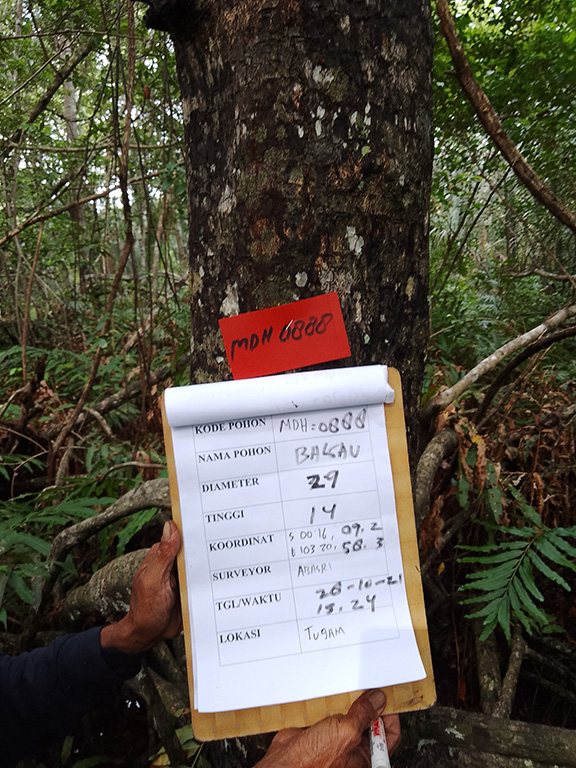 MDH 0888
KODE POHON MDH=0888
NAMA POHON BAKAU
DIAMETER 29
TINGGI 14
KOORDINAT S 00 16, 09.2
E 103 20, 58.3
SURVEYOR ABASRI
TGL/WAKTU 26-10-21
15.24
LOKASI TUGAM